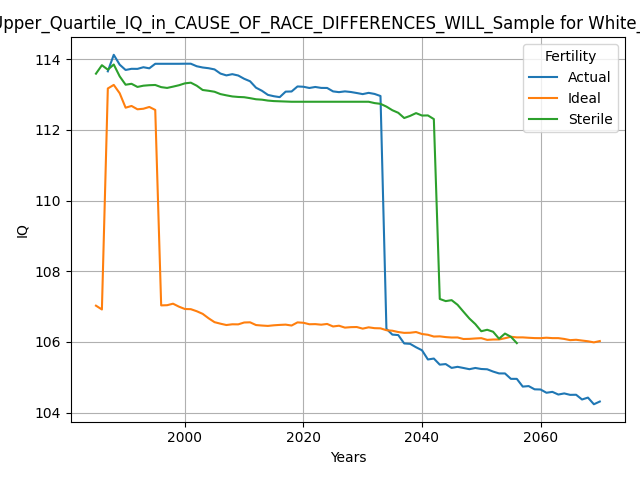 Upper_Quartile_IQ_in_CAUSE_OF_RACE_DIFFERENCES_WILL_Sample for White_
Fertility
Actual
Ideal
Sterile
114
112
110
108
106
104
IQ
2000
2020
2040
2060
Years